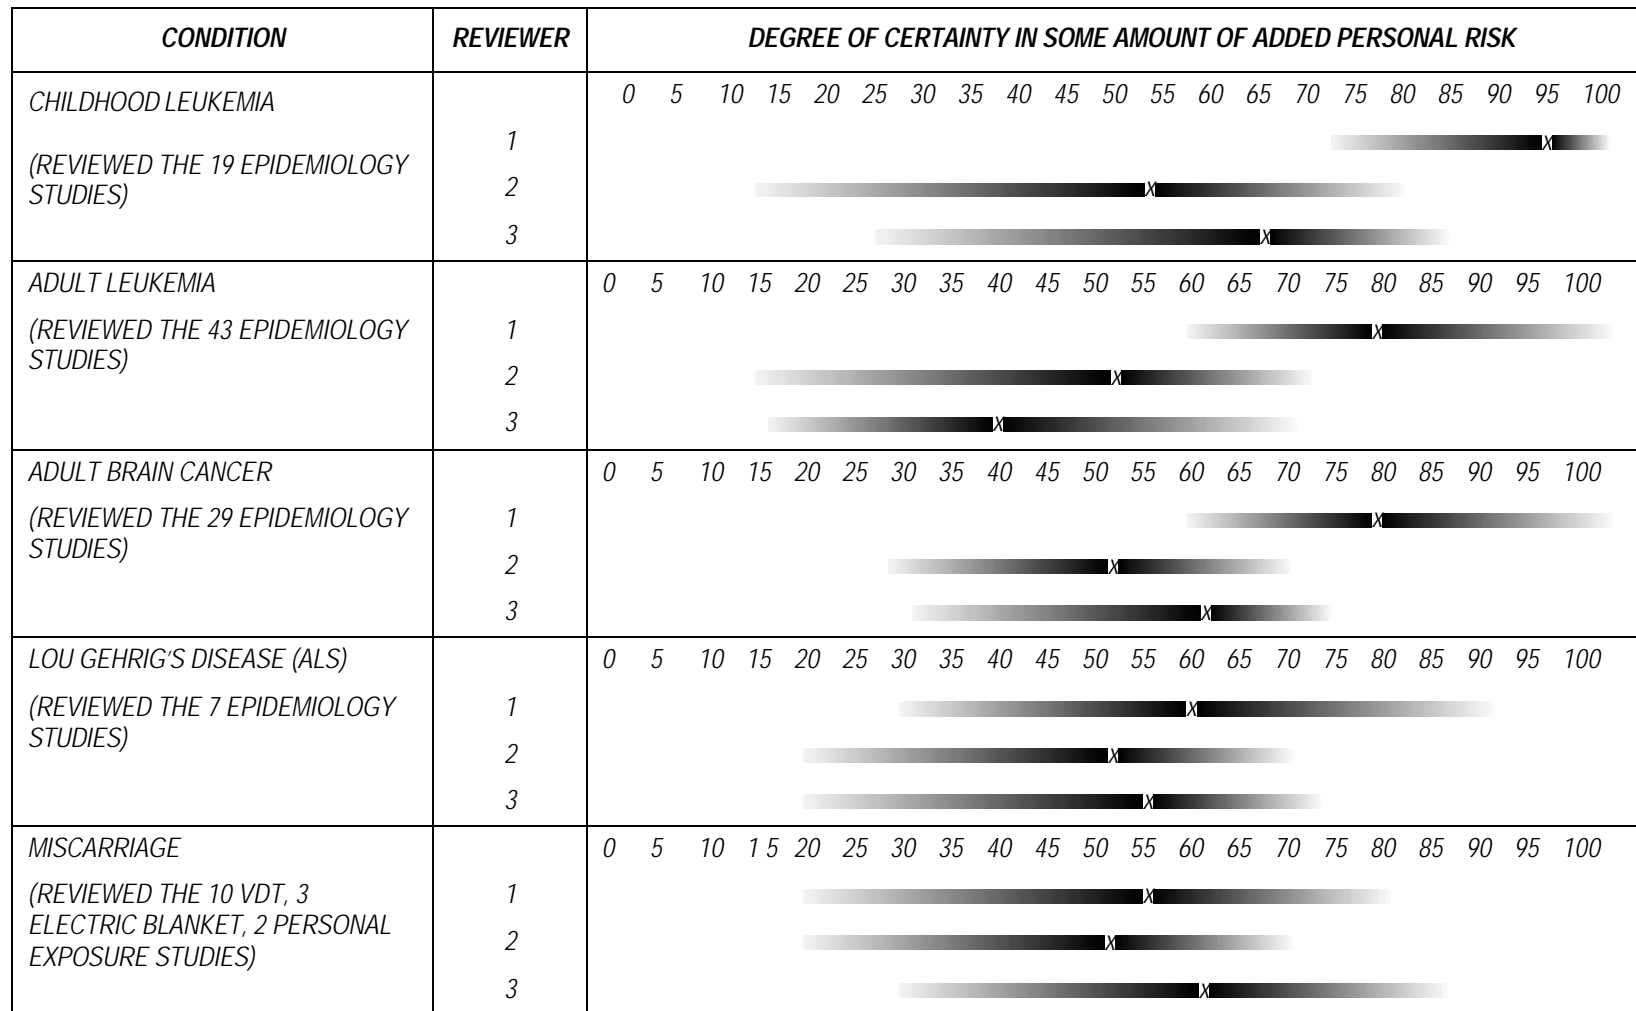 CONDITION REVIEWER DEGREE OF CERTAINTY IN SOME AMOUNT OF ADDED PERSONAL RISK
CHILDHOOD LEUKEMIA
(REVIEWED THE 19 EPIDEMIOLOGY
STUDIES)
0 5 10 15 20 25 30 35 40 45 50 55 60 65 70 75 80 85 90 95 100
1 X
2 X
3 X
ADULT LEUKEMIA
(REVIEWED THE 43 EPIDEMIOLOGY
STUDIES)
0 5 10 15 20 25 30 35 40 45 50 55 60 65 70 75 80 85 90 95 100
1 X
2 X
3 X
ADULT BRAIN CANCER
(REVIEWED THE 29 EPIDEMIOLOGY
STUDIES)
0 5 10 15 20 25 30 35 40 45 50 55 60 65 70 75 80 85 90 95 100
1 X
2 X
3 X
LOU GEHRIG’S DISEASE (ALS)
(REVIEWED THE 7 EPIDEMIOLOGY
STUDIES)
0 5 10 15 20 25 30 35 40 45 50 55 60 65 70 75 80 85 90 95 100
1 X
2 X
3 X
MISCARRIAGE
(REVIEWED THE 10 VDT, 3
ELECTRIC BLANKET, 2 PERSONAL
EXPOSURE STUDIES)
0 5 10 1 5 20 25 30 35 40 45 50 55 60 65 70 75 80 85 90 95 100
1 X
2 X
3 X